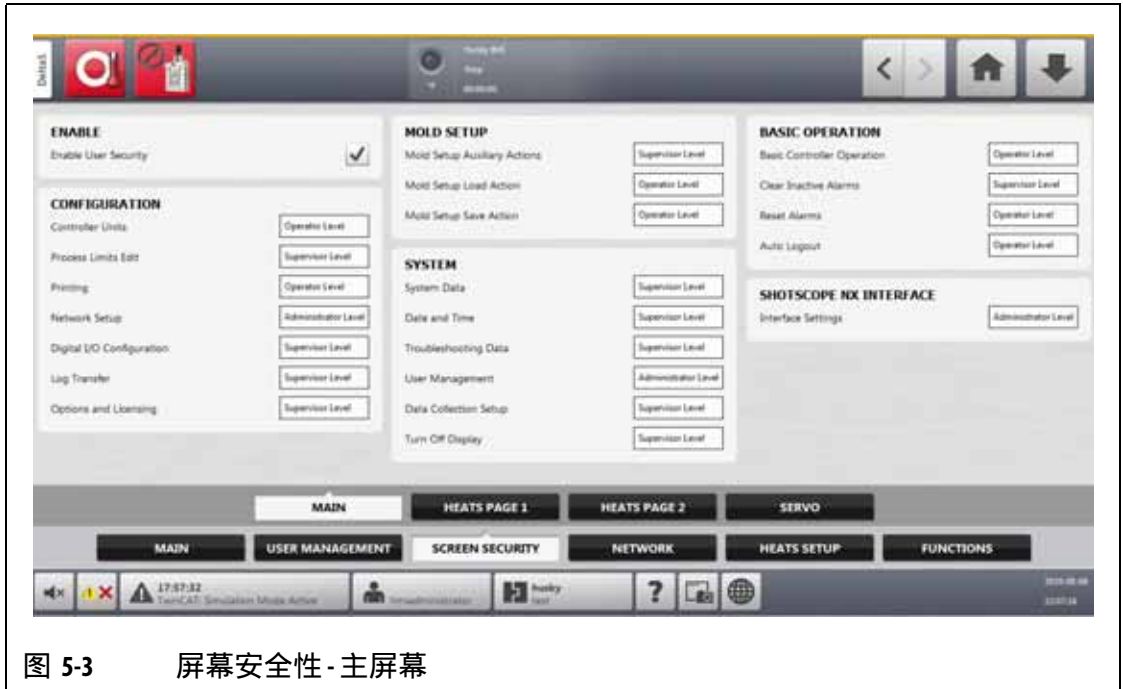 Delta3
ENABLE
Enable User Security
CONFIGURATION
Controller Units Operator Level
Process Limits Edit Supervisor Level
Printing Operator Level
Network Setup Administrator Level
Digital I/O Configuration Supervisor Level
Log Transfer Supervisor Level
Options and Licensing Supervisor Level
MOLD SETUP
Mold Setup Auxiliary Actions Supervisor Level
Mold Setup Load Action Operator Level
Mold Setup Save Action Operator Level
SYSTEM
System Data Supervisor Level
Date and Time Supervisor Level
Troubleshooting Data Supervisor Level
User Management Administrator Level
Data Collection Setup Supervisor Level
Turn Off Display Supervisor Level
BASIC OPERATION
Basic Controller Operation Operator Level
Clear Inactive Alarms Supervisor Level
Reset Alarms Operator Level
Auto Logout Operator Level
SHOTSCOPE NX INTERFACE
Interface Settings Administrator Level
MAIN HEATS PAGE 1 HEATS PAGE 2 SERVO
MAIN USER MANAGEMENT SCREEN SECURITY NETWORK HEATS SETUP FUNCTIONS
17:57:32
TwinCAT: Simulation Mode Active
husky
test
?
图 5-3 屏幕安全性 - 主屏幕